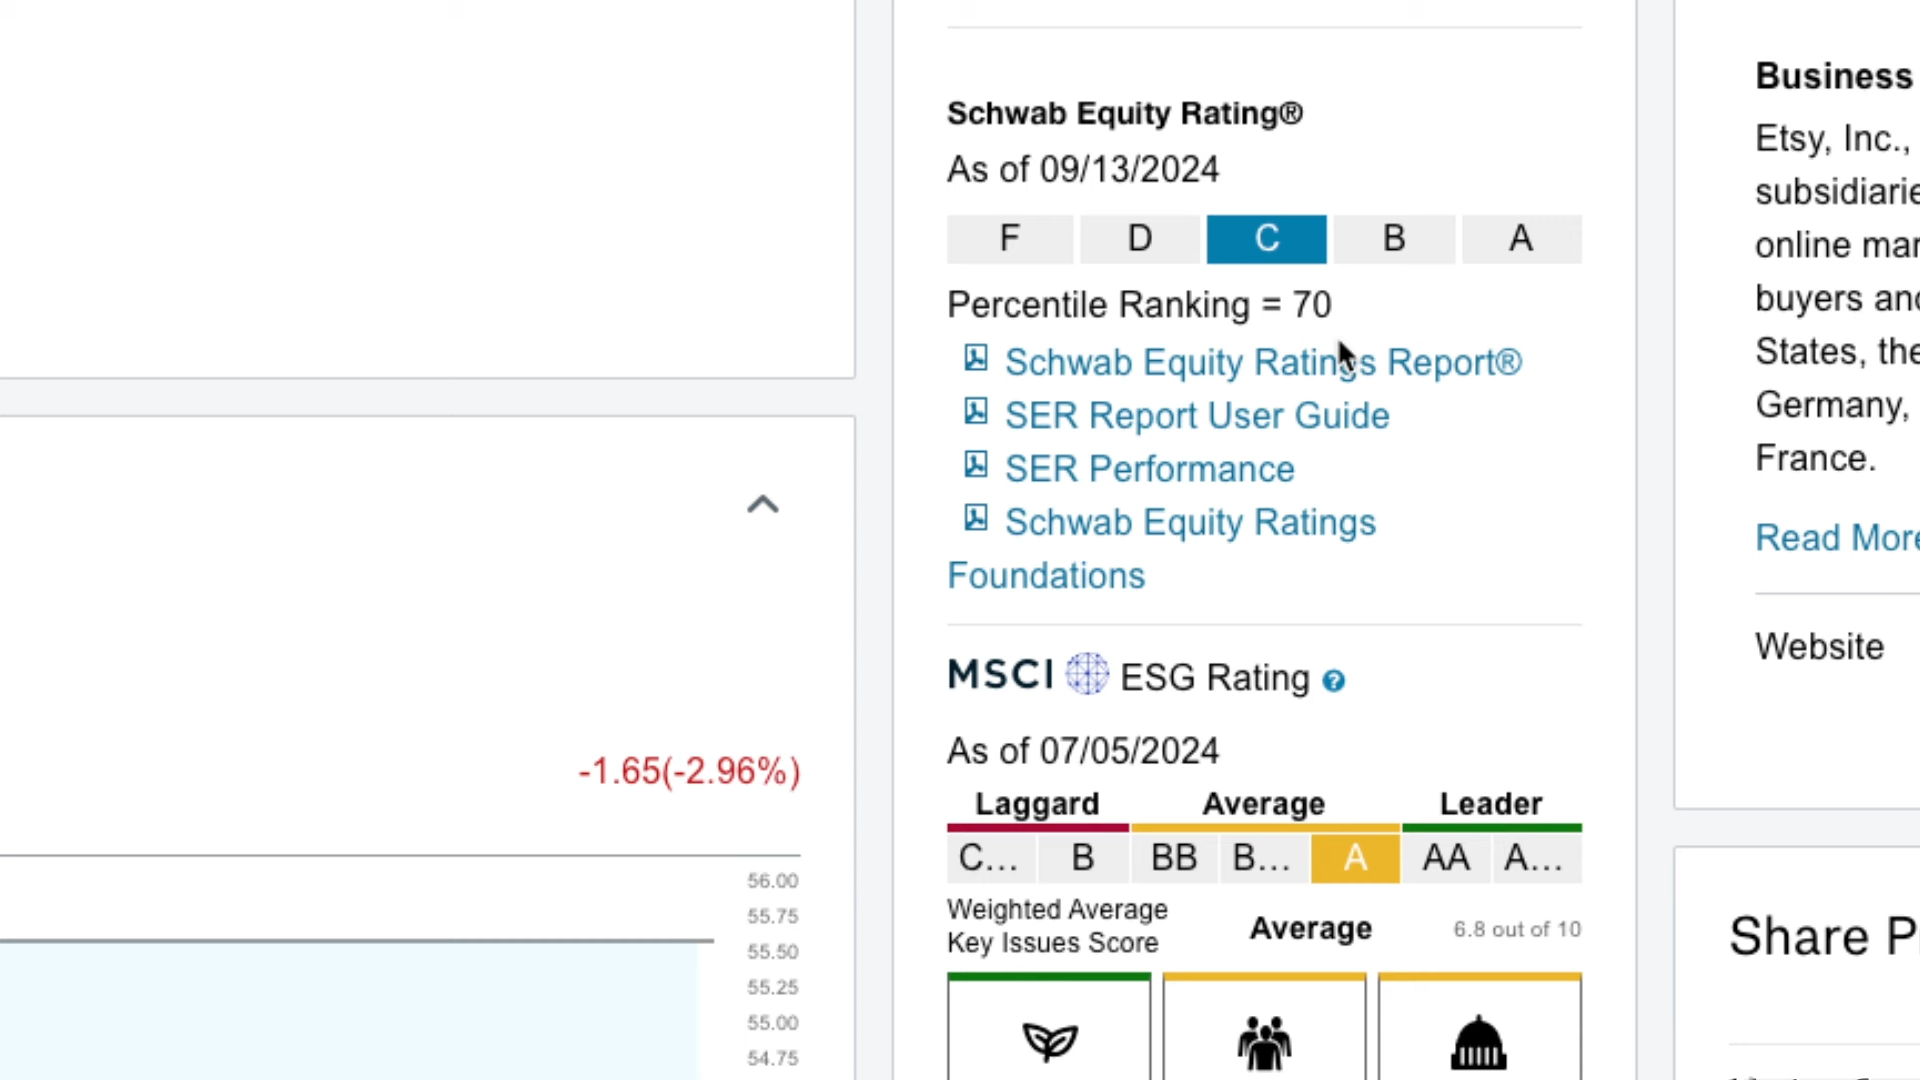 -1.65(-2.96%)
56.00
55.75
55.50
55.25
55.00
54.75
Schwab Equity Rating®
As of 09/13/2024
F D C B A
Percentile Ranking = 70
Schwab Equity Ratings Report®
SER Report User Guide
SER Performance
Schwab Equity Ratings
Foundations
MSCI ESG Rating ?
As of 07/05/2024
Laggard Average Leader
C... B BB B... A AA A...
Weighted Average
Key Issues Score
Average
6.8 out of 10
Business
Etsy, Inc.,
subsidiarie
online mar
buyers and
States, the
Germany,
France.
Read More
Website
Share P